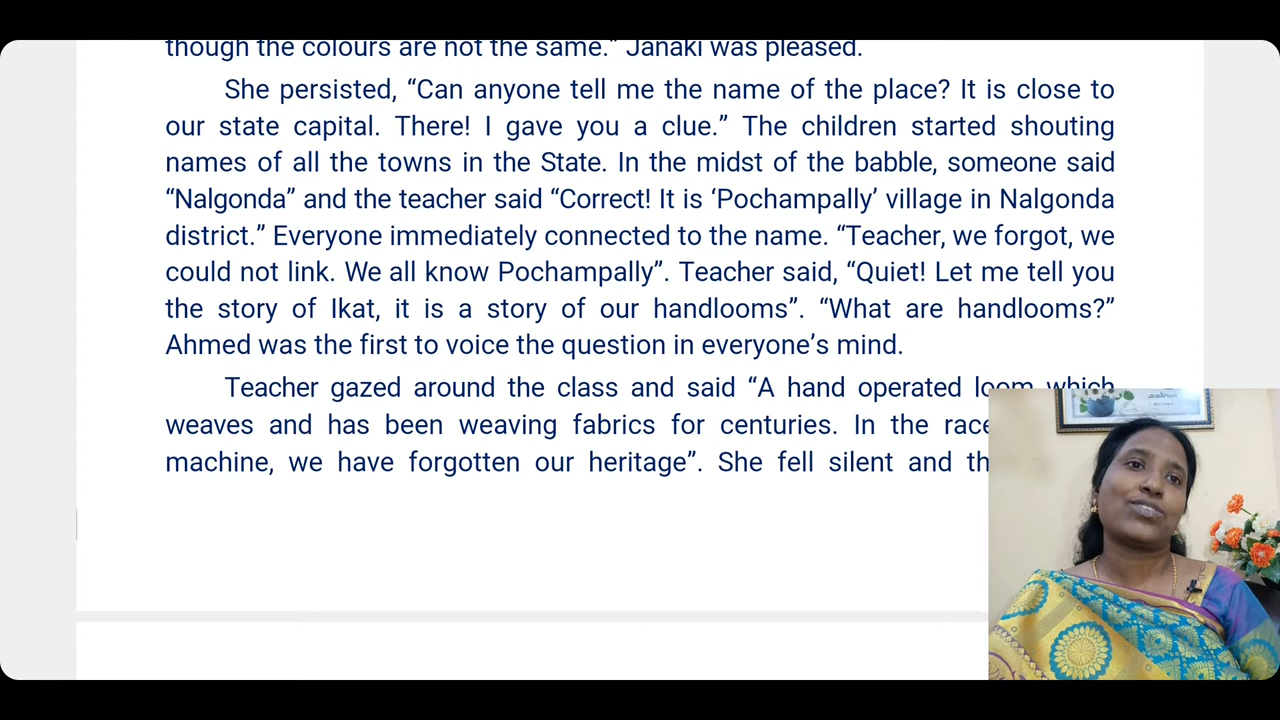 though the colours are not the same.” Janaki was pleased.
She persisted, “Can anyone tell me the name of the place? It is close to
our state capital. There! I gave you a clue.” The children started shouting
names of all the towns in the State. In the midst of the babble, someone said
“Nalgonda” and the teacher said “Correct! It is ‘Pochampally’ village in Nalgonda
district.” Everyone immediately connected to the name. “Teacher, we forgot, we
could not link. We all know Pochampally”. Teacher said, “Quiet! Let me tell you
the story of Ikat, it is a story of our handlooms”. “What are handlooms?”
Ahmed was the first to voice the question in everyone’s mind.
Teacher gazed around the class and said “A hand operated loom which
weaves and has been weaving fabrics for centuries. In the race
machine, we have forgotten our heritage”. She fell silent and